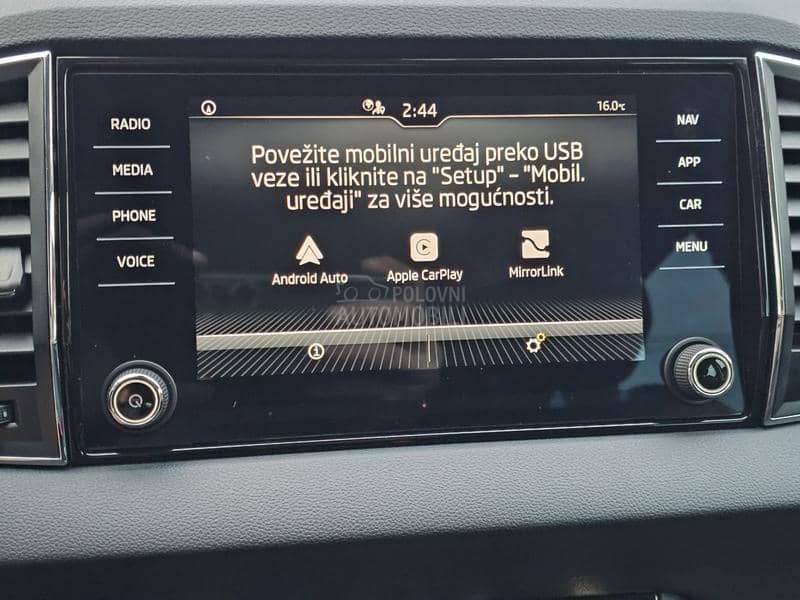 2:44
16.0°C
RADIO
MEDIA
PHONE
VOICE
Povežite mobilni uređaj preko USB
veze ili kliknite na "Setup" – "Mobil.
uređaji" za više mogućnosti.
Android Auto
Apple CarPlay
MirrorLink
POLOVNI
AUTOMOBILI
NAV
APP
CAR
MENU